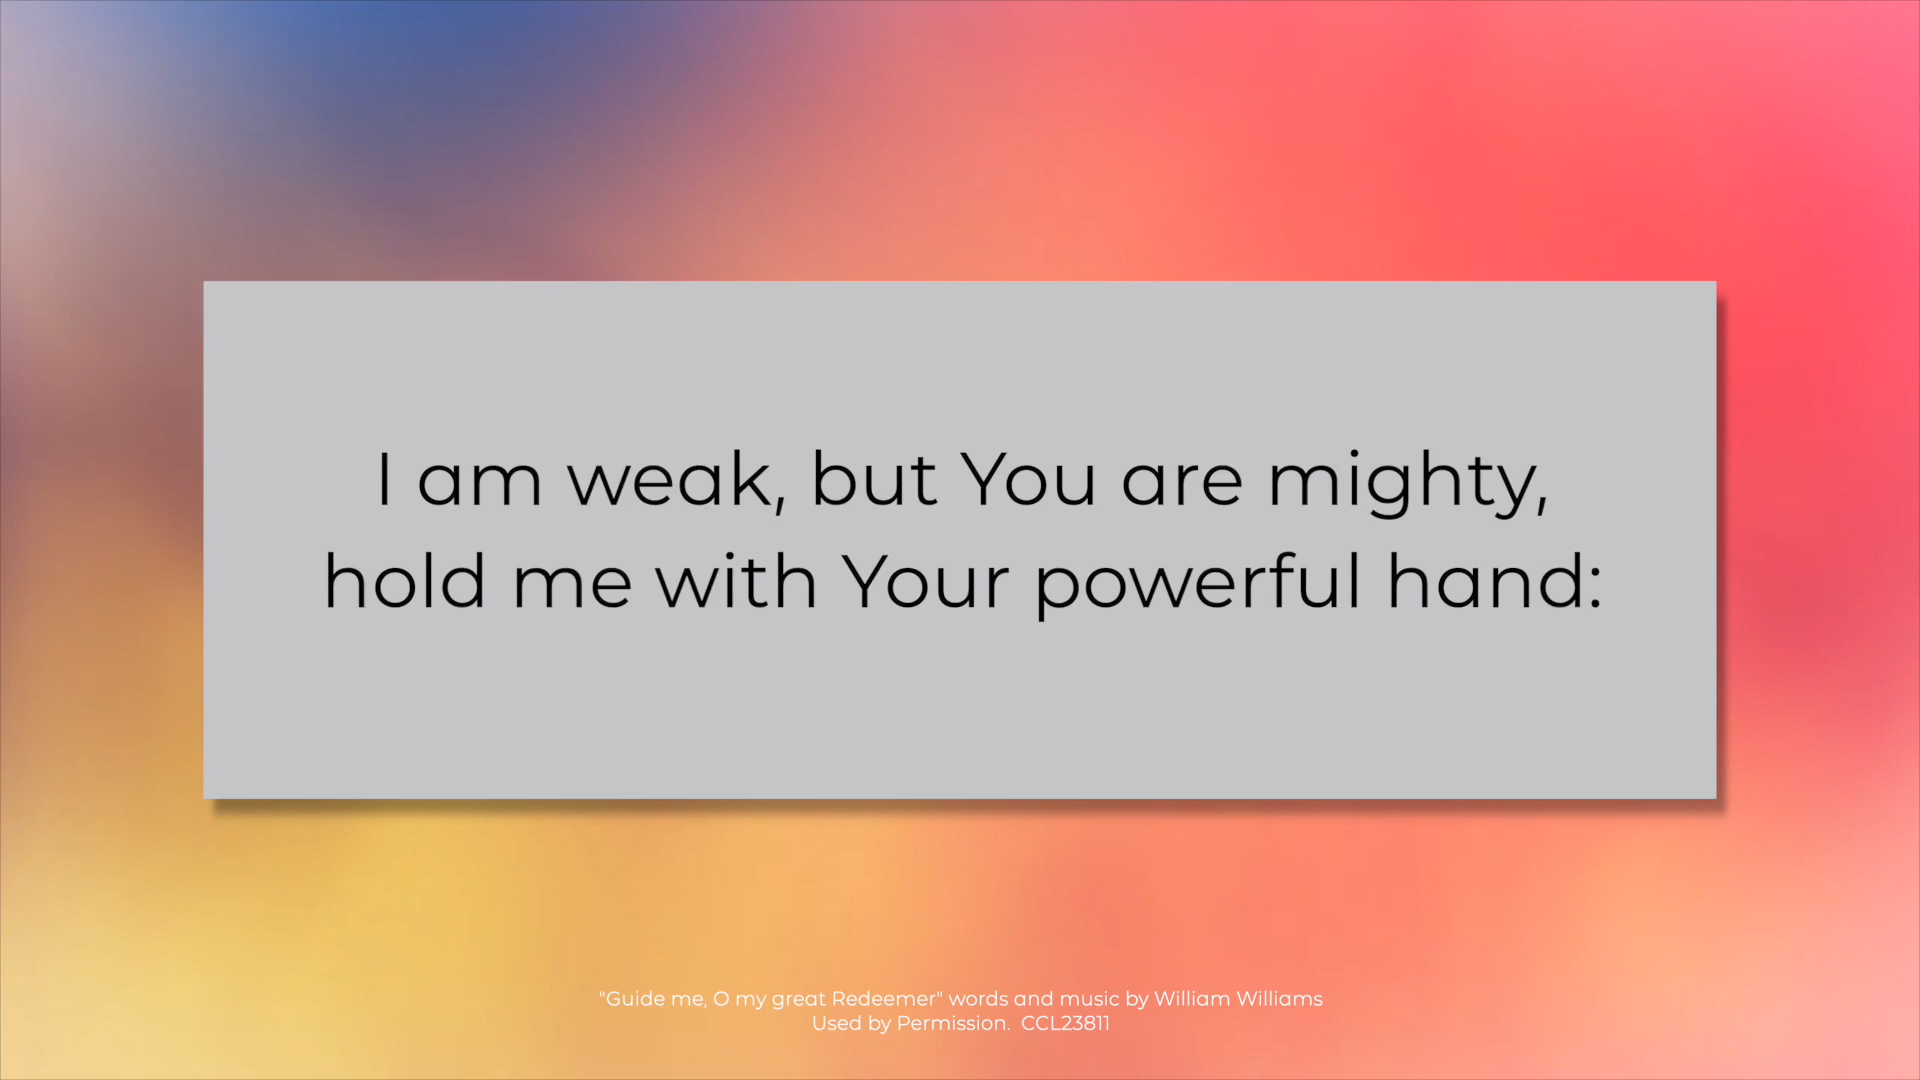 I am weak, but You are mighty,
hold me with Your powerful hand:
"Guide me, O my great Redeemer" words and music by William Williams
Used by Permission.  CCL23811